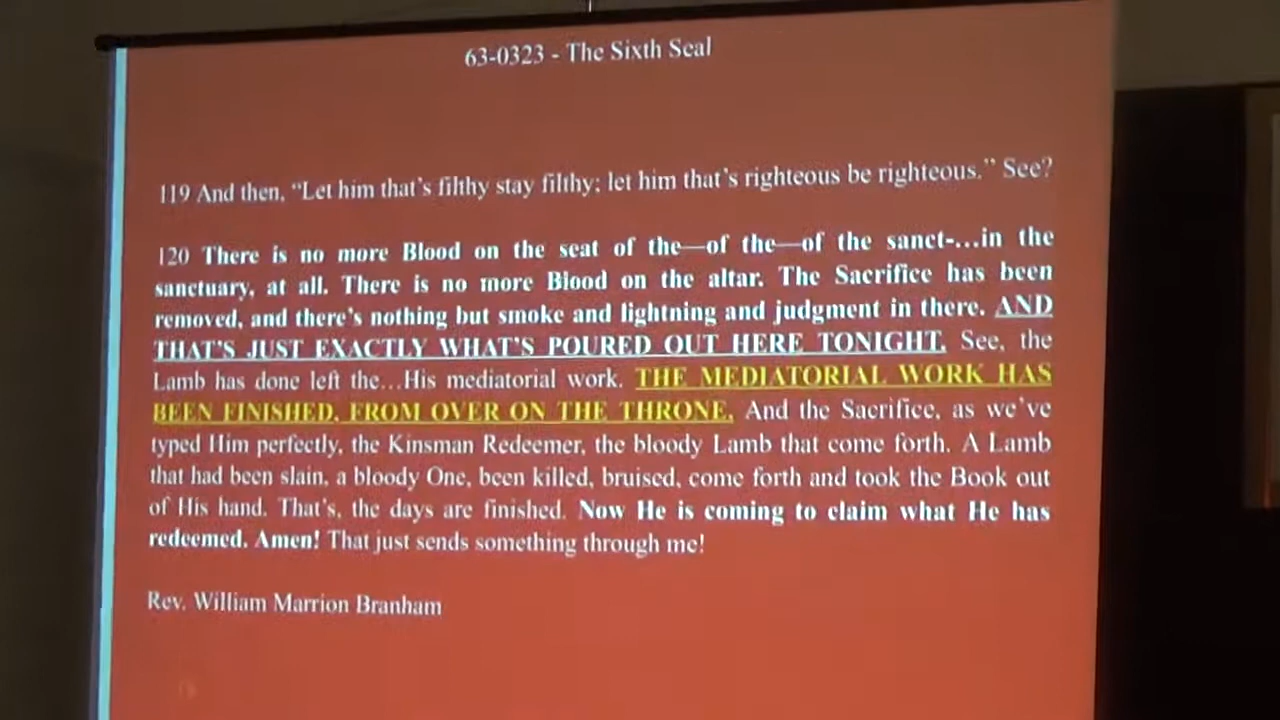 63-0323 - The Sixth Seal
119 And then, “Let him that’s filthy stay filthy; let him that’s righteous be righteous.” See?
120 There is no more Blood on the seat of the—of the—of the sanct-...in the
sanctuary, at all. There is no more Blood on the altar. The Sacrifice has been
removed, and there’s nothing but smoke and lightning and judgment in there. AND
THAT’S JUST EXACTLY WHAT’S POURED OUT HERE TONIGHT. See, the
Lamb has done left the...His mediatorial work. THE MEDIATORIAL WORK HAS
BEEN FINISHED, FROM OVER ON THE THRONE. And the Sacrifice, as we’ve
typed Him perfectly, the Kinsman Redeemer, the bloody Lamb that come forth. A Lamb
that had been slain, a bloody One, been killed, bruised, come forth and took the Book out
of His hand. That’s, the days are finished. Now He is coming to claim what He has
redeemed. Amen! That just sends something through me!
Rev. William Marrion Branham